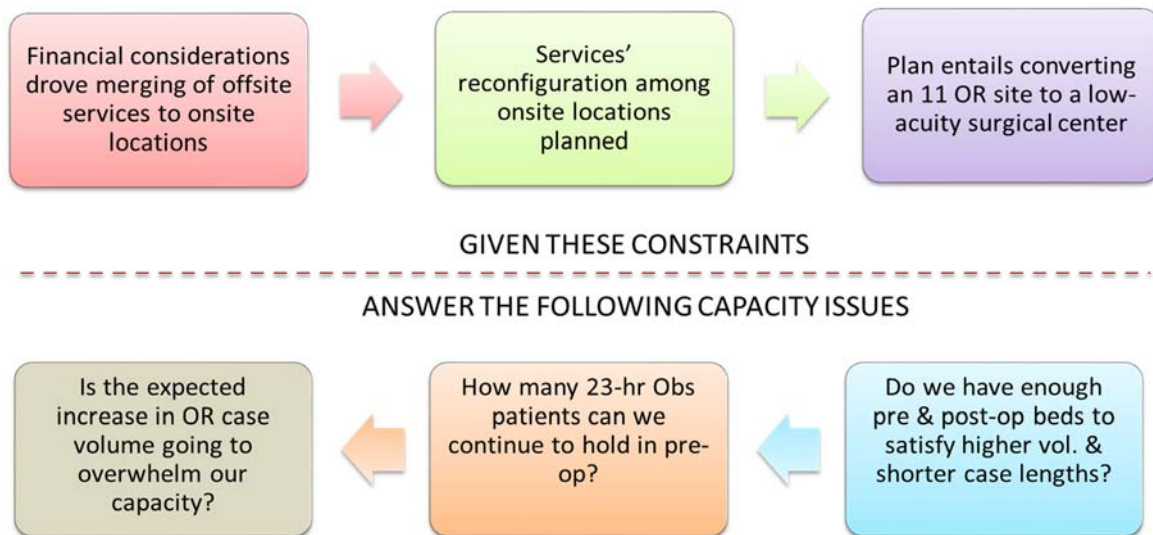 Financial considerations
drove merging of offsite
services to onsite
locations
Services’
reconfiguration among
onsite locations
planned
Plan entails converting
an 11 OR site to a low-
acuity surgical center
GIVEN THESE CONSTRAINTS
ANSWER THE FOLLOWING CAPACITY ISSUES
Is the expected
increase in OR case
volume going to
overwhelm our
capacity?
How many 23-hr Obs
patients can we
continue to hold in pre-
op?
Do we have enough
pre & post-op beds to
satisfy higher vol. &
shorter case lengths?